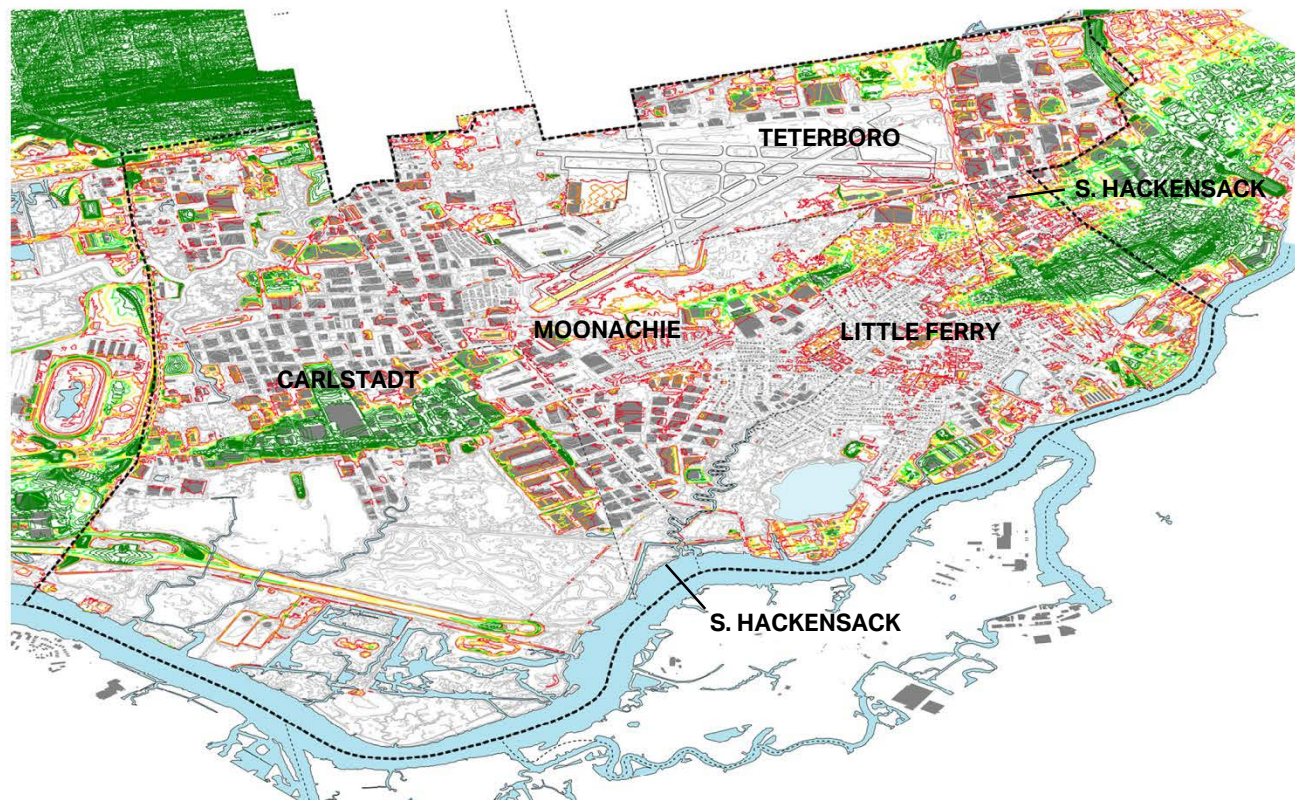 TETERBORO
S. HACKENSACK
MOONACHIE
LITTLE FERRY
CARLSTADT
S. HACKENSACK